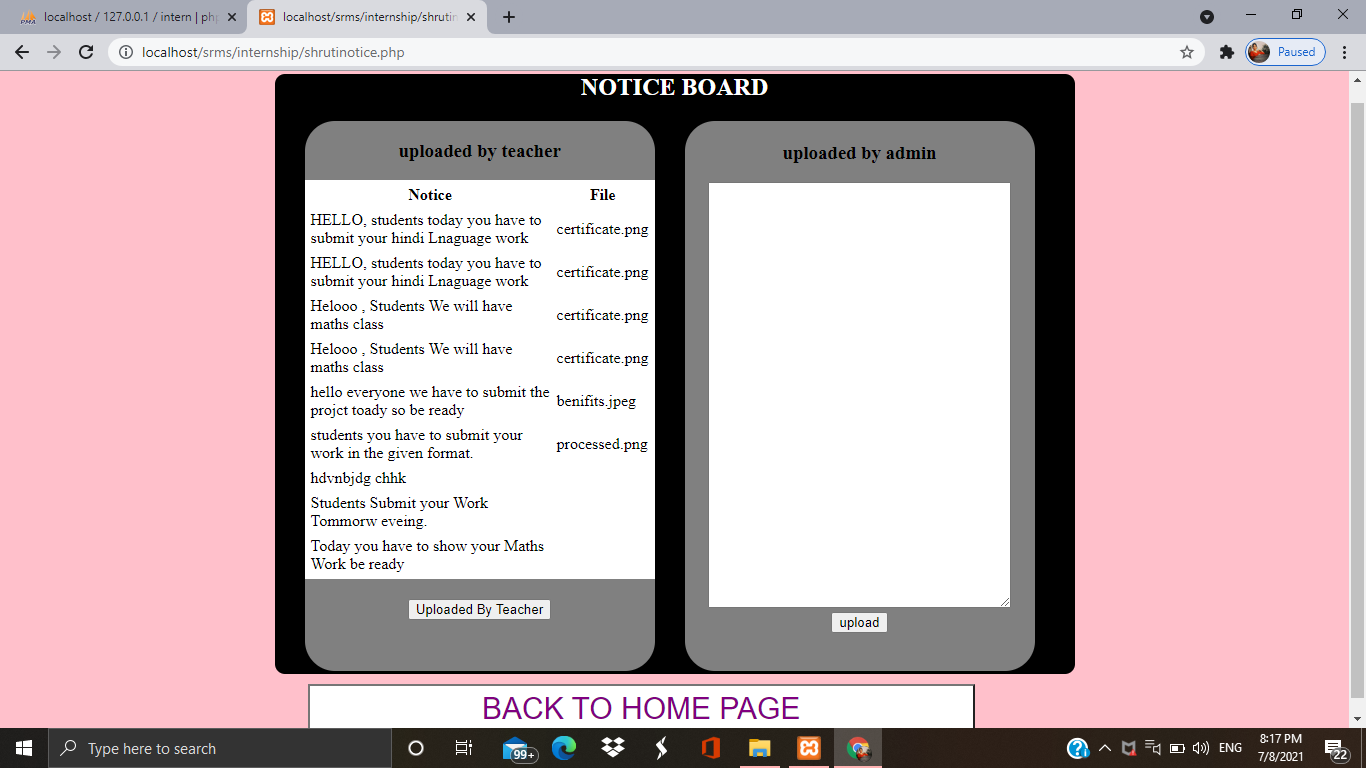 localhost / 127.0.0.1 / intern | php
localhost/srms/internship/shrutin
localhost/srms/internship/shrutinotice.php
Paused
NOTICE BOARD
uploaded by teacher
Notice File
HELLO, students today you have to
submit your hindi Lnaguage work
certificate.png
HELLO, students today you have to
submit your hindi Lnaguage work
certificate.png
Helooo , Students We will have
maths class
certificate.png
Helooo , Students We will have
maths class
certificate.png
hello everyone we have to submit the
projct toady so be ready
benifits.jpeg
students you have to submit your
work in the given format.
processed.png
hdvnbjdg chhk
Students Submit your Work
Tommorw eveing.
Today you have to show your Maths
Work be ready
Uploaded By Teacher
uploaded by admin
upload
BACK TO HOME PAGE
Type here to search
99+
ENG
8:17 PM
7/8/2021
22